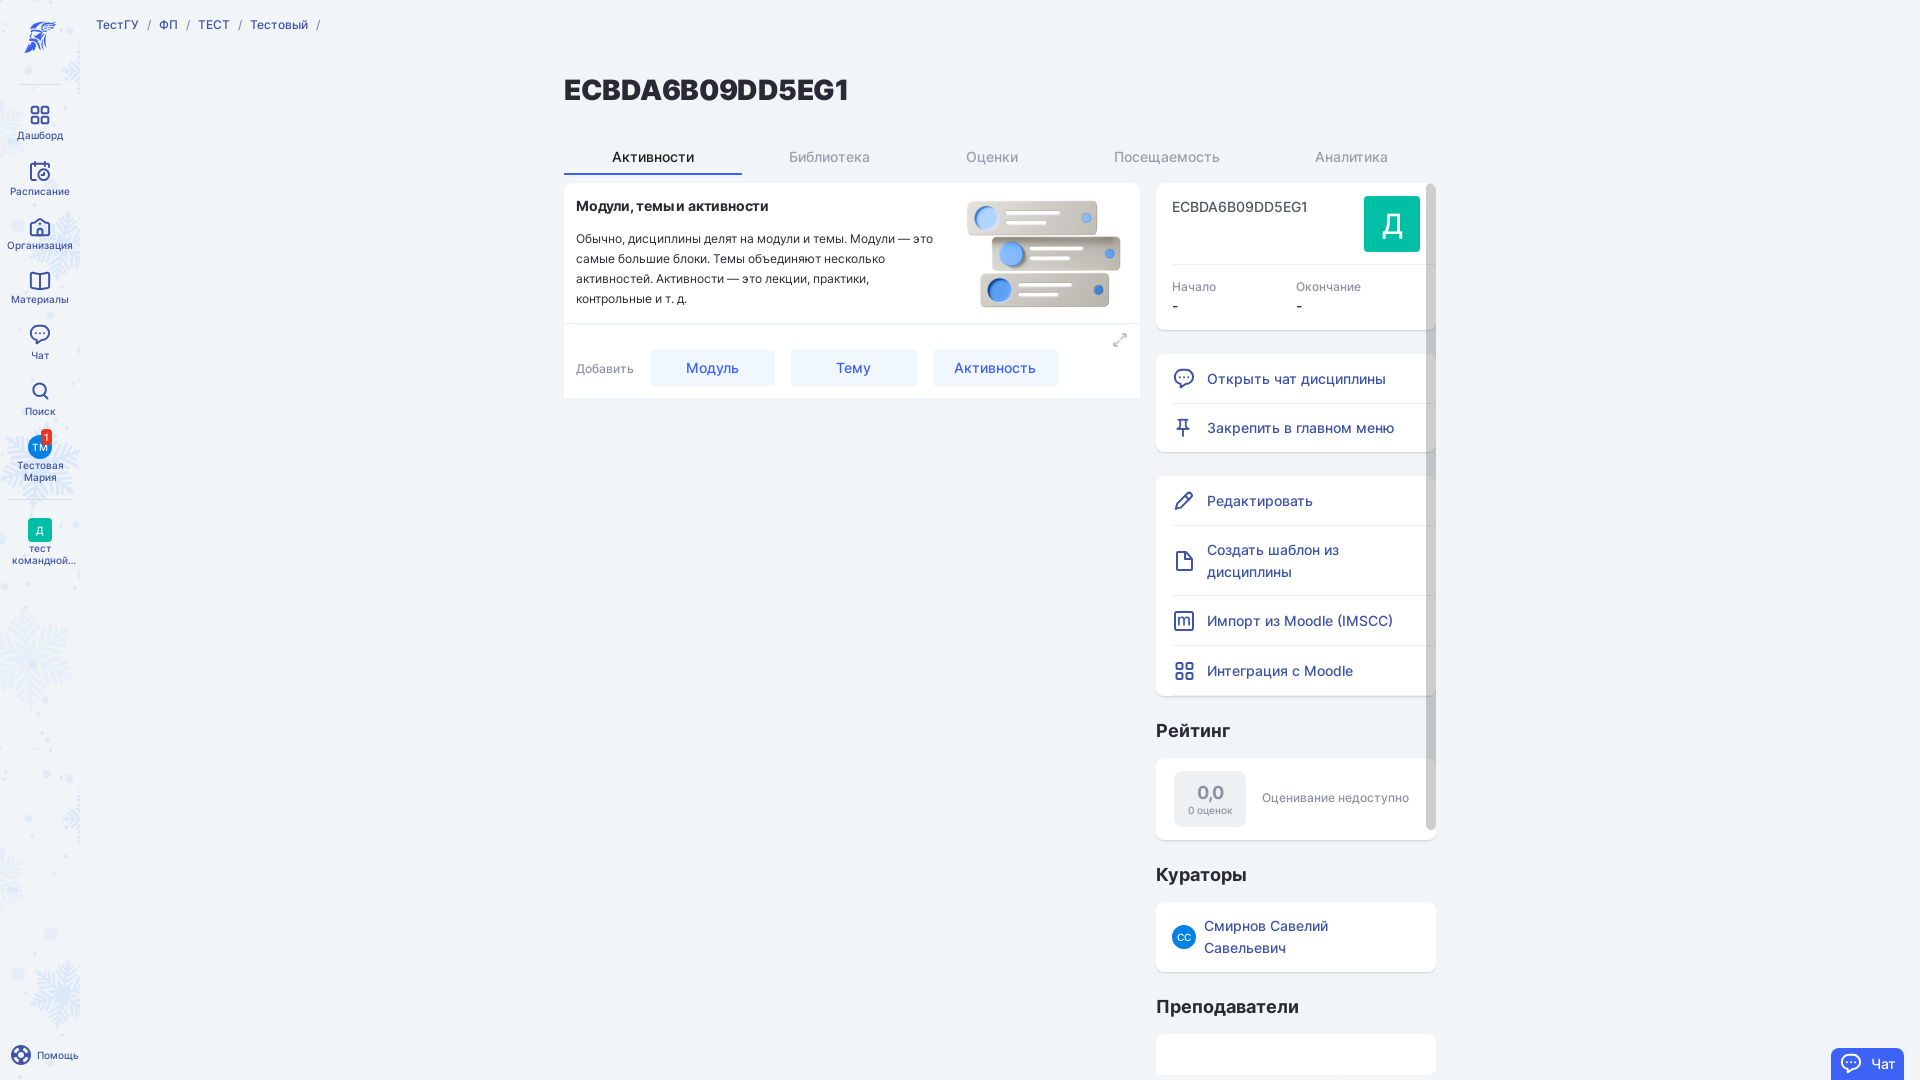 ТестГУ / ФП / ТЕСТ / Тестовый /
Дашборд
Расписание
Организация
Материалы
Чат
Поиск
1
ТМ
Тестовая
Мария
Д
тест
командной...
Помощь
ECBDA6B09DD5EG1
Активности
Библиотека
Оценки
Посещаемость
Аналитика
Модули, темы и активности
Обычно, дисциплины делят на модули и темы. Модули — это
самые большие блоки. Темы объединяют несколько
активностей. Активности — это лекции, практики,
контрольные и т. д.
Добавить
Модуль
Тему
Активность
ECBDA6B09DD5EG1
Д
Начало
-
Окончание
-
Открыть чат дисциплины
Закрепить в главном меню
Редактировать
Создать шаблон из
дисциплины
Импорт из Moodle (IMSCC)
Интеграция с Moodle
Рейтинг
0,0
0 оценок
Оценивание недоступно
Кураторы
СС
Смирнов Савелий
Савельевич
Преподаватели
Чат